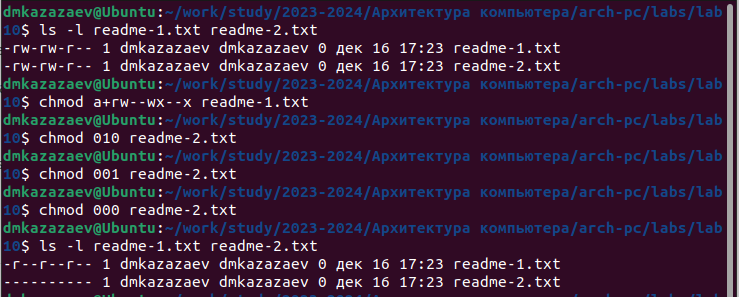 dmkazazaev@Ubuntu:~/work/study/2023-2024/Архитектура компьютера/arch-pc/labs/lab
10$ ls -l readme-1.txt readme-2.txt
-rw-rw-r-- 1 dmkazazaev dmkazazaev 0 дек 16 17:23 readme-1.txt
-rw-rw-r-- 1 dmkazazaev dmkazazaev 0 дек 16 17:23 readme-2.txt
dmkazazaev@Ubuntu:~/work/study/2023-2024/Архитектура компьютера/arch-pc/labs/lab
10$ chmod a+rw--wx--x readme-1.txt
dmkazazaev@Ubuntu:~/work/study/2023-2024/Архитектура компьютера/arch-pc/labs/lab
10$ chmod 010 readme-2.txt
dmkazazaev@Ubuntu:~/work/study/2023-2024/Архитектура компьютера/arch-pc/labs/lab
10$ chmod 001 readme-2.txt
dmkazazaev@Ubuntu:~/work/study/2023-2024/Архитектура компьютера/arch-pc/labs/lab
10$ chmod 000 readme-2.txt
dmkazazaev@Ubuntu:~/work/study/2023-2024/Архитектура компьютера/arch-pc/labs/lab
10$ ls -l readme-1.txt readme-2.txt
-r--r--r-- 1 dmkazazaev dmkazazaev 0 дек 16 17:23 readme-1.txt
---------- 1 dmkazazaev dmkazazaev 0 дек 16 17:23 readme-2.txt